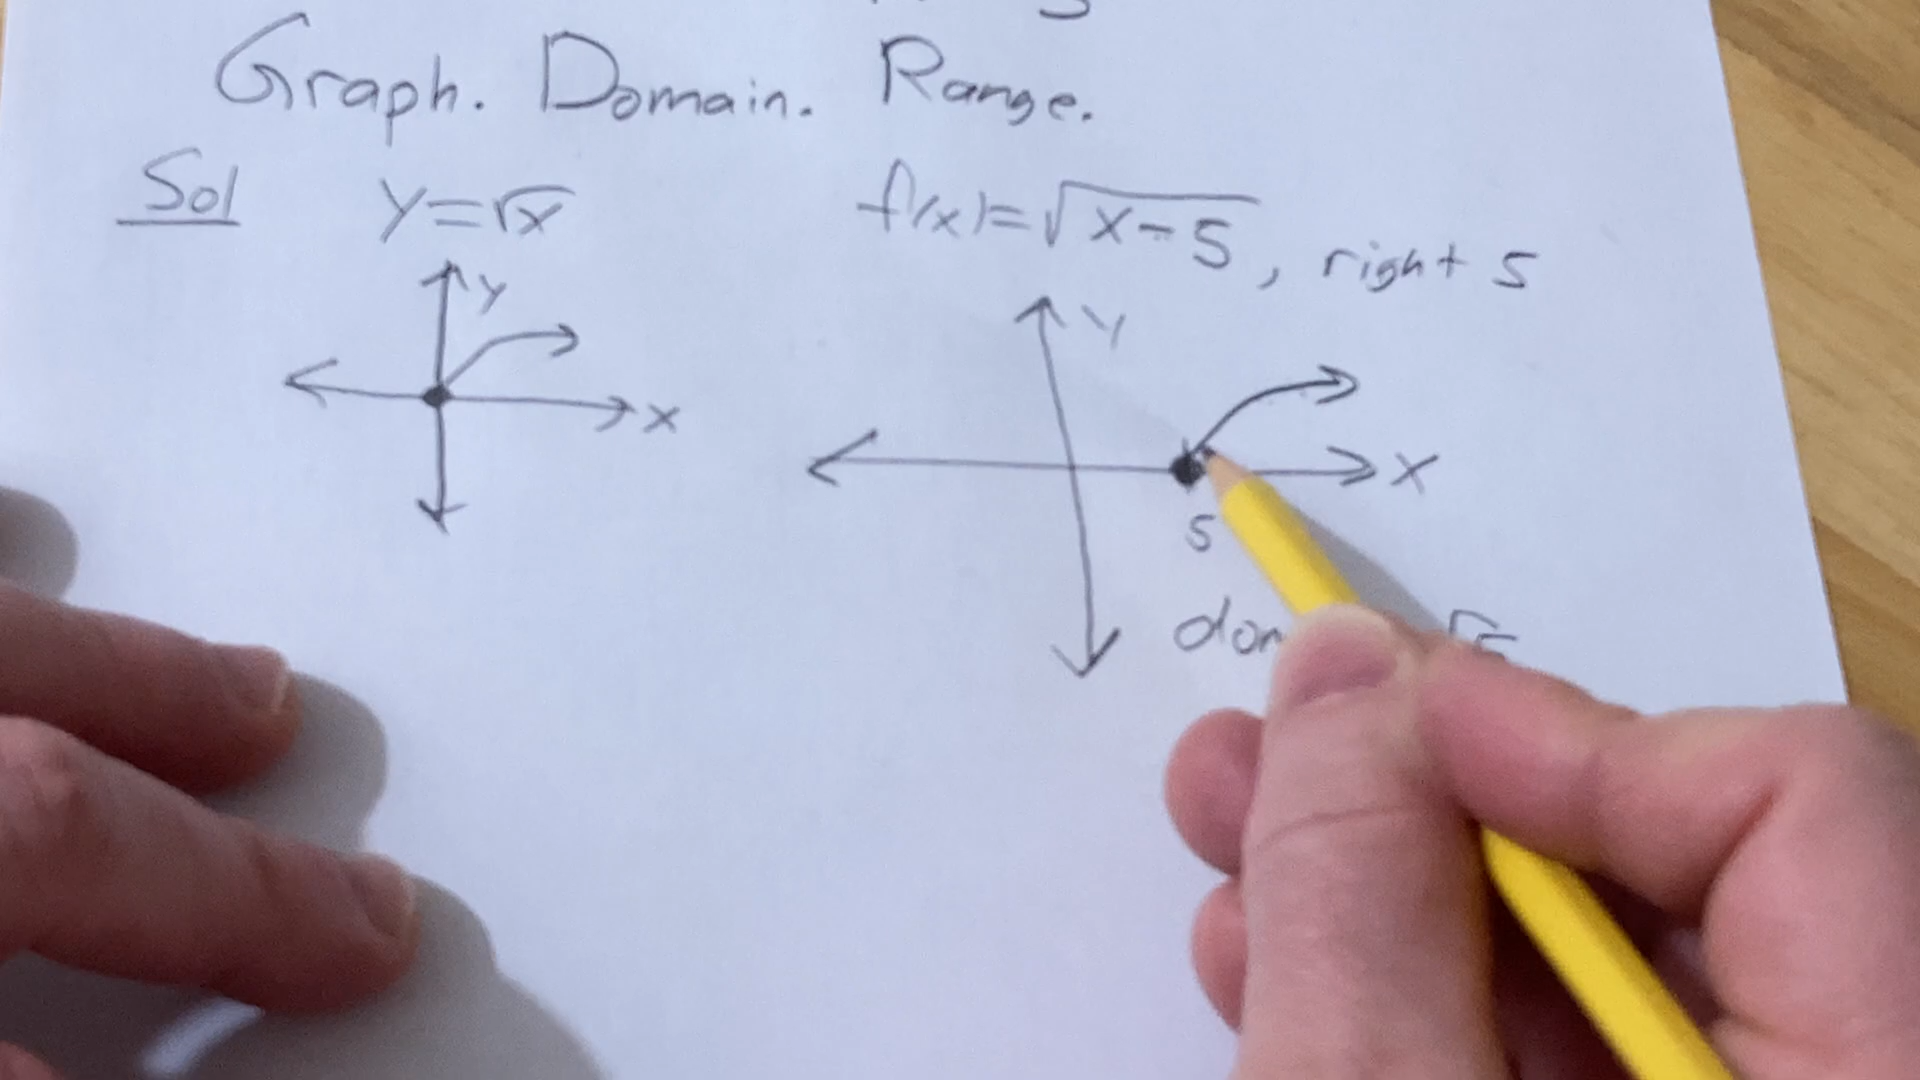 Graph. Domain. Range.
Sol y=√x f(x)=√x-5, right 5
y
y
x
x
5